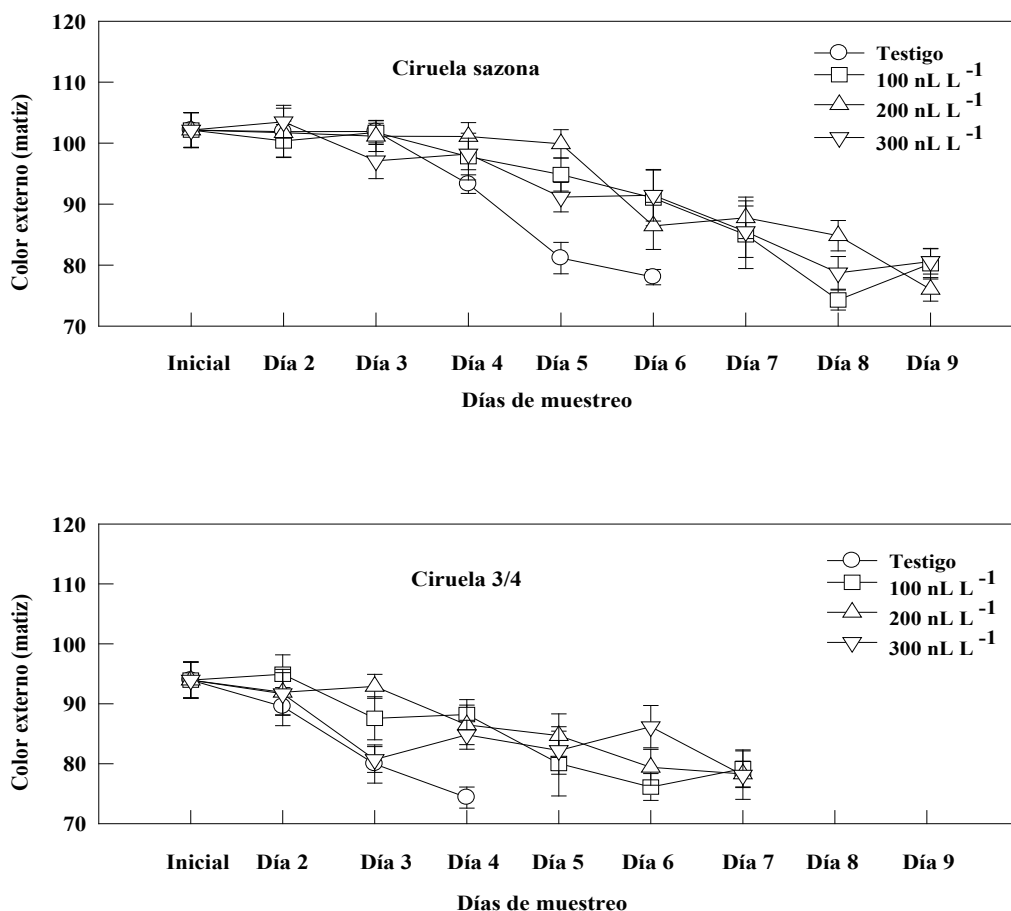 120
110
100
90
80
70
Color externo (matiz)
Ciruela sazona
Testigo
100 nL L -1
200 nL L -1
300 nL L -1
Inicial Día 2 Día 3 Día 4 Día 5 Día 6 Día 7 Día 8 Día 9
Días de muestreo
120
110
100
90
80
70
Color externo (matiz)
Ciruela 3/4
Testigo
100 nL L -1
200 nL L -1
300 nL L -1
Inicial Día 2 Día 3 Día 4 Día 5 Día 6 Día 7 Día 8 Día 9
Días de muestreo